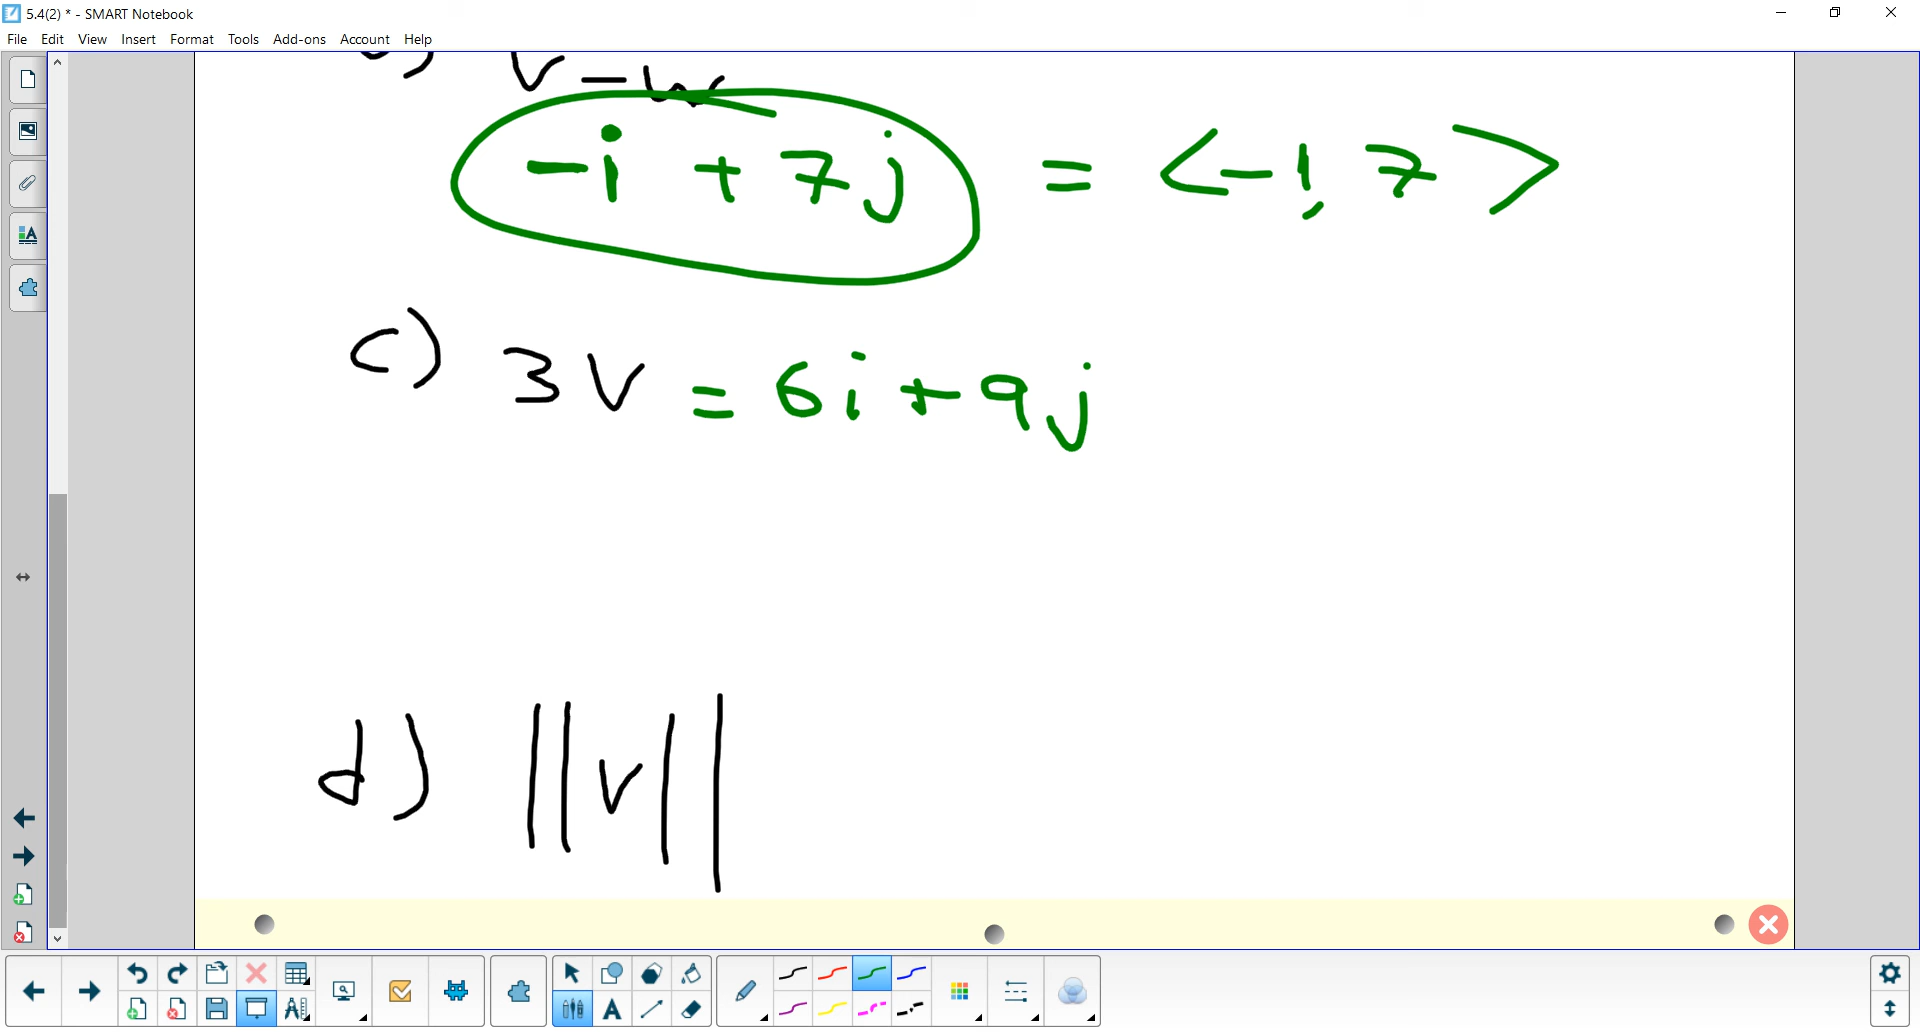 5.4(2) * - SMART Notebook
File Edit View Insert Format Tools Add-ons Account Help
) v - w
-i + 7j = <-1, 7>
c) 3v = 6i + 9j
d) ||v||